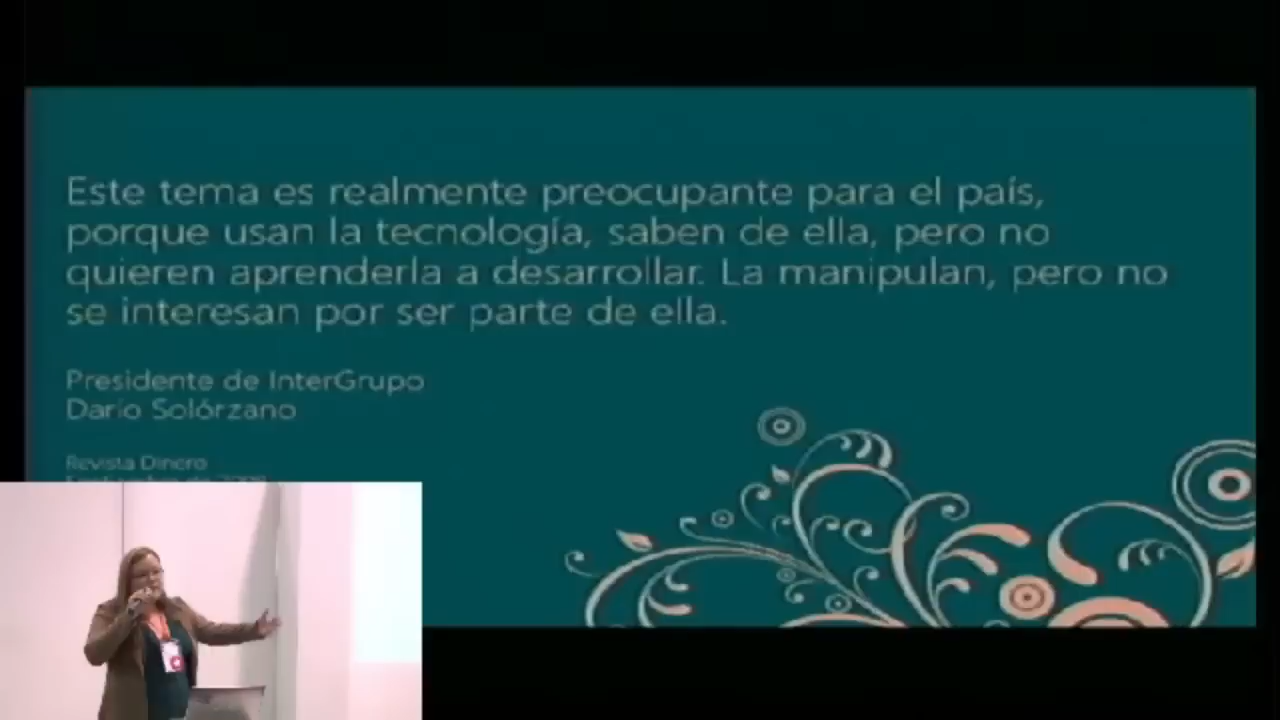 Este tema es realmente preocupante para el país,
porque usan la tecnología, saben de ella, pero no
quieren aprenderla a desarrollar. La manipulan, pero no
se interesan por ser parte de ella.
Presidente de InterGrupo
Darío Solórzano
Revista Dinero